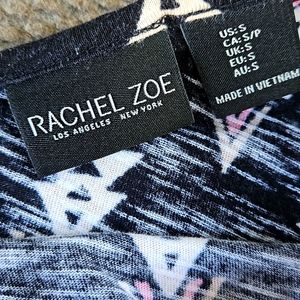 RACHEL ZOE
LOS ANGELES NEW YORK
US:S
CA:S/P
UK:S
EU:S
AU:S
MADE IN VIETNAM